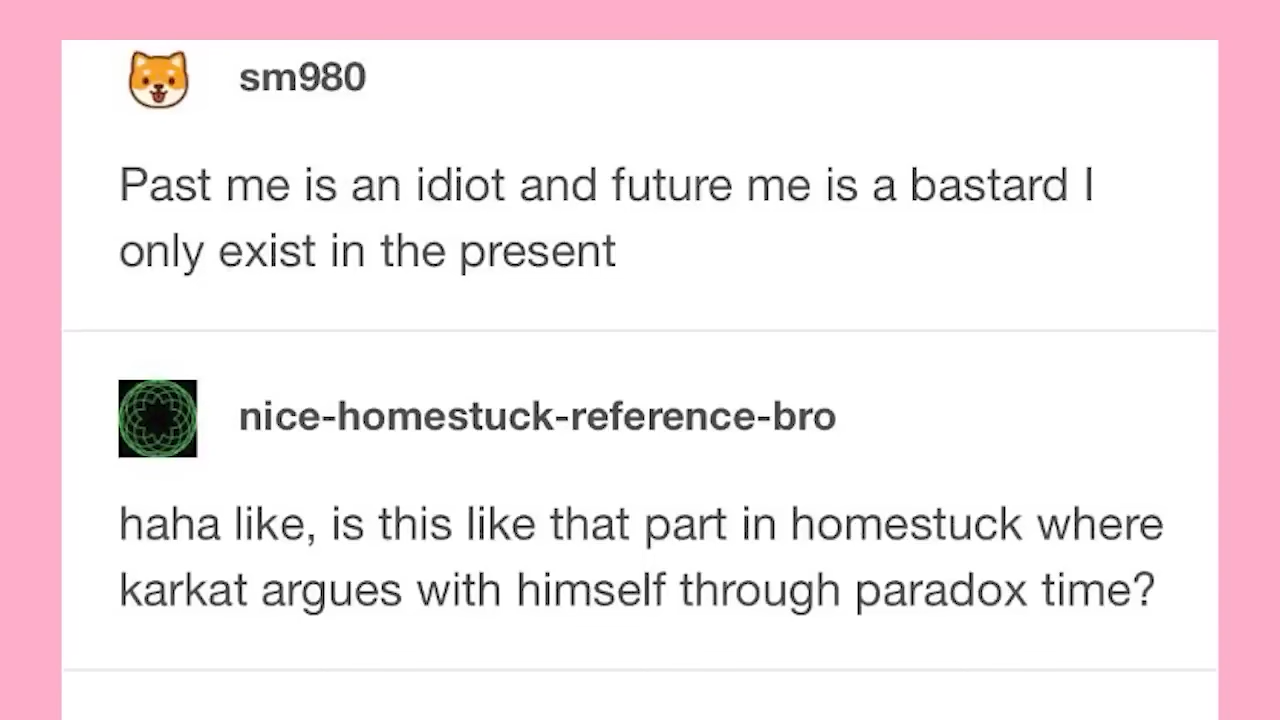 sm980
Past me is an idiot and future me is a bastard I
only exist in the present
nice-homestuck-reference-bro
haha like, is this like that part in homestuck where
karkat argues with himself through paradox time?